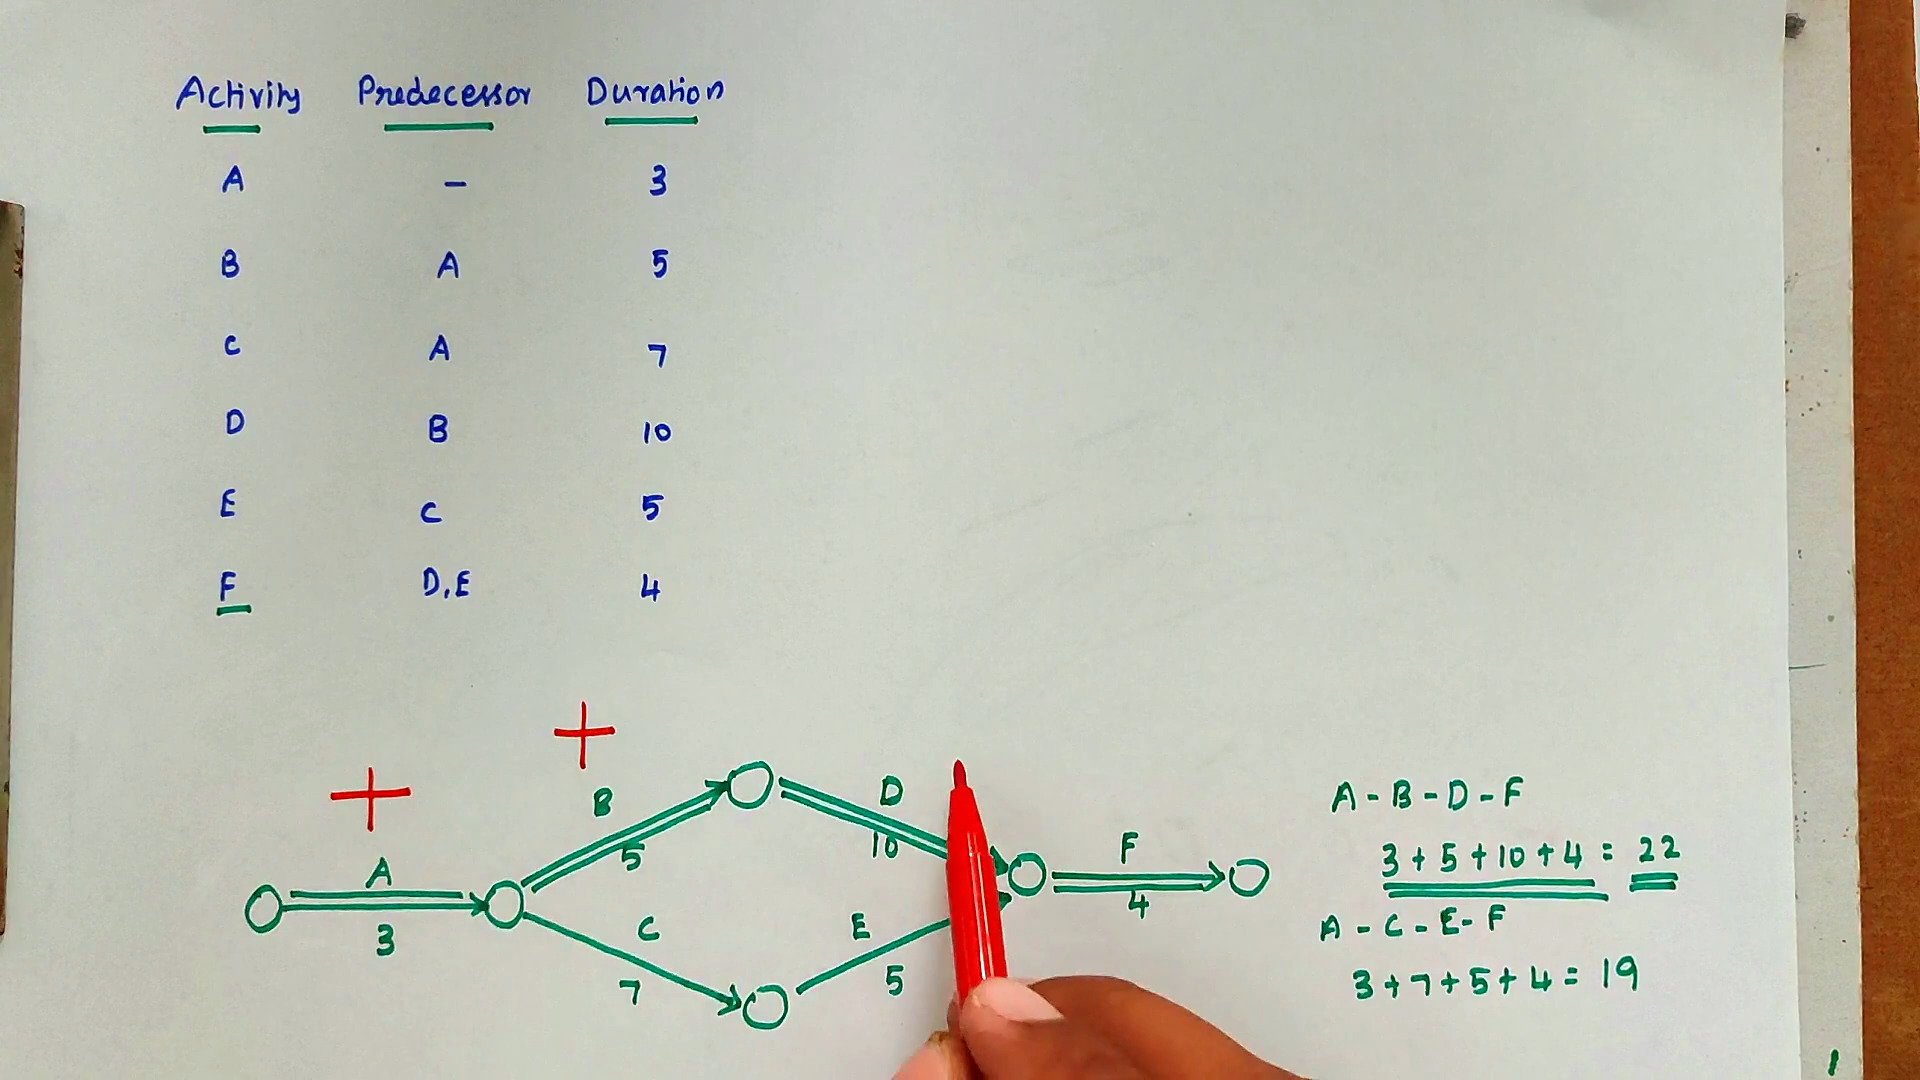 Activity Predecessor Duration
A - 3
B A 5
C A 7
D B 10
E C 5
F D,E 4
+
+
A
3
B
5
C
7
D
10
E
5
F
4
A-B-D-F
3+5+10+4=22
A-C-E-F
3+7+5+4=19